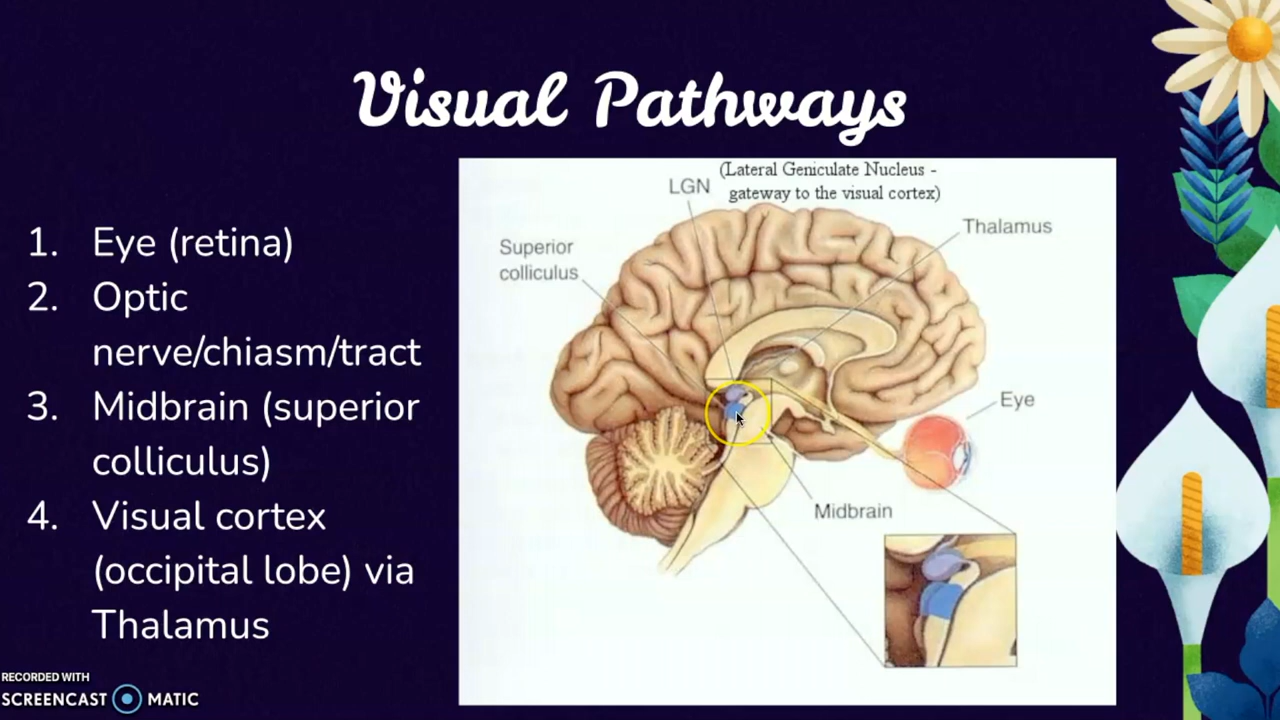 Visual Pathways
1. Eye (retina)
2. Optic
nerve/chiasm/tract
3. Midbrain (superior
colliculus)
4. Visual cortex
(occipital lobe) via
Thalamus
(Lateral Geniculate Nucleus -
gateway to the visual cortex)
LGN
Thalamus
Superior
colliculus
Eye
Midbrain
RECORDED WITH
SCREENCAST MATIC